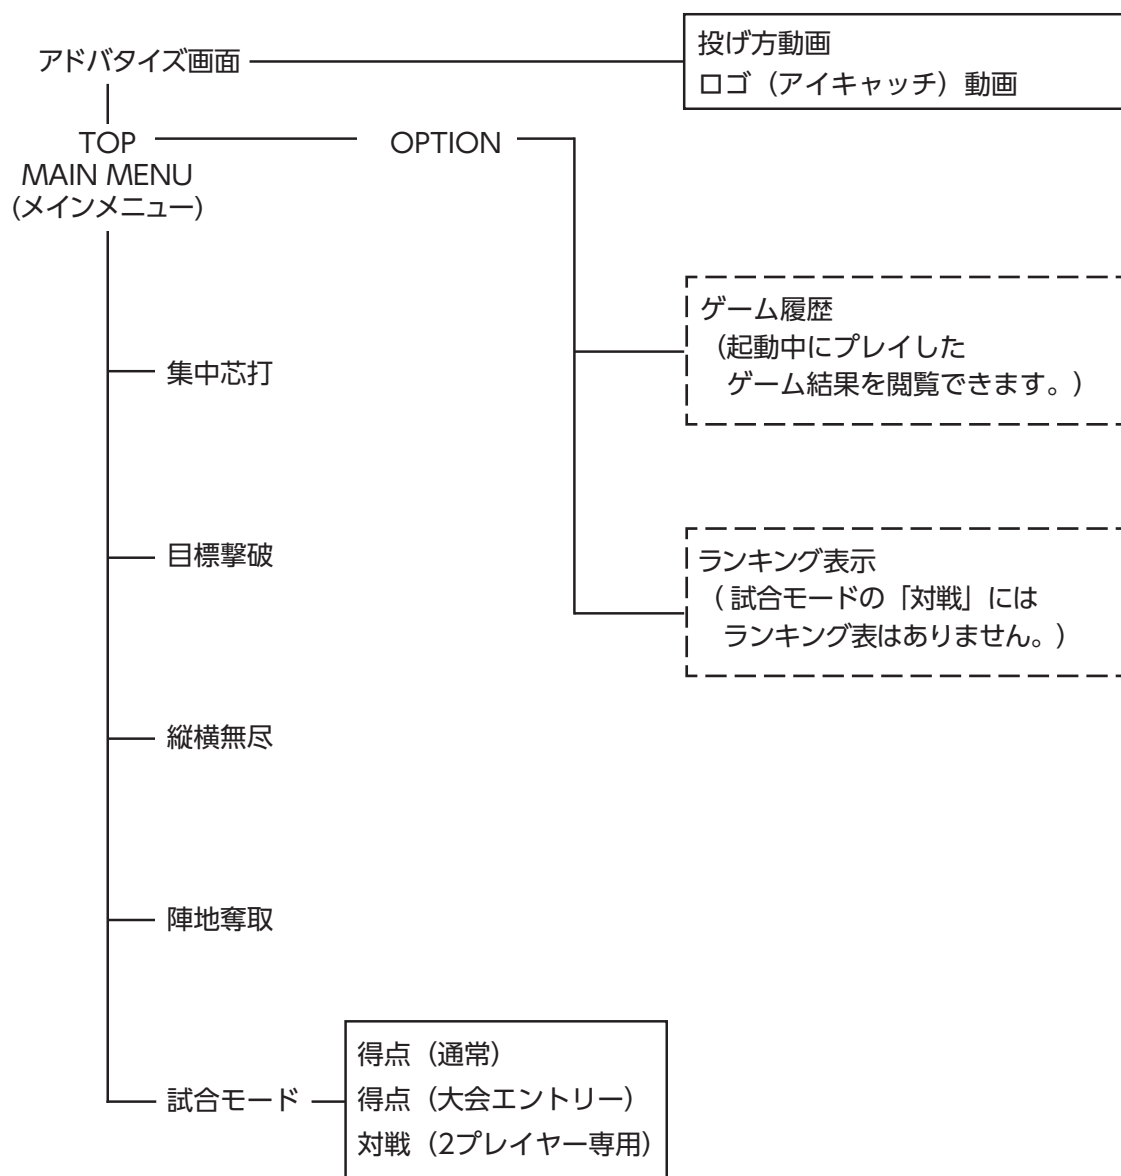 アドバタイズ画面
投げ方動画
ロゴ（アイキャッチ）動画
TOP
MAIN MENU
(メインメニュー)
OPTION
ゲーム履歴
（起動中にプレイした
ゲーム結果を閲覧できます。）
ランキング表示
（ 試合モードの「対戦」には
ランキング表はありません。）
集中芯打
目標撃破
縦横無尽
陣地奪取
試合モード
得点（通常）
得点（大会エントリー）
対戦（2プレイヤー専用）